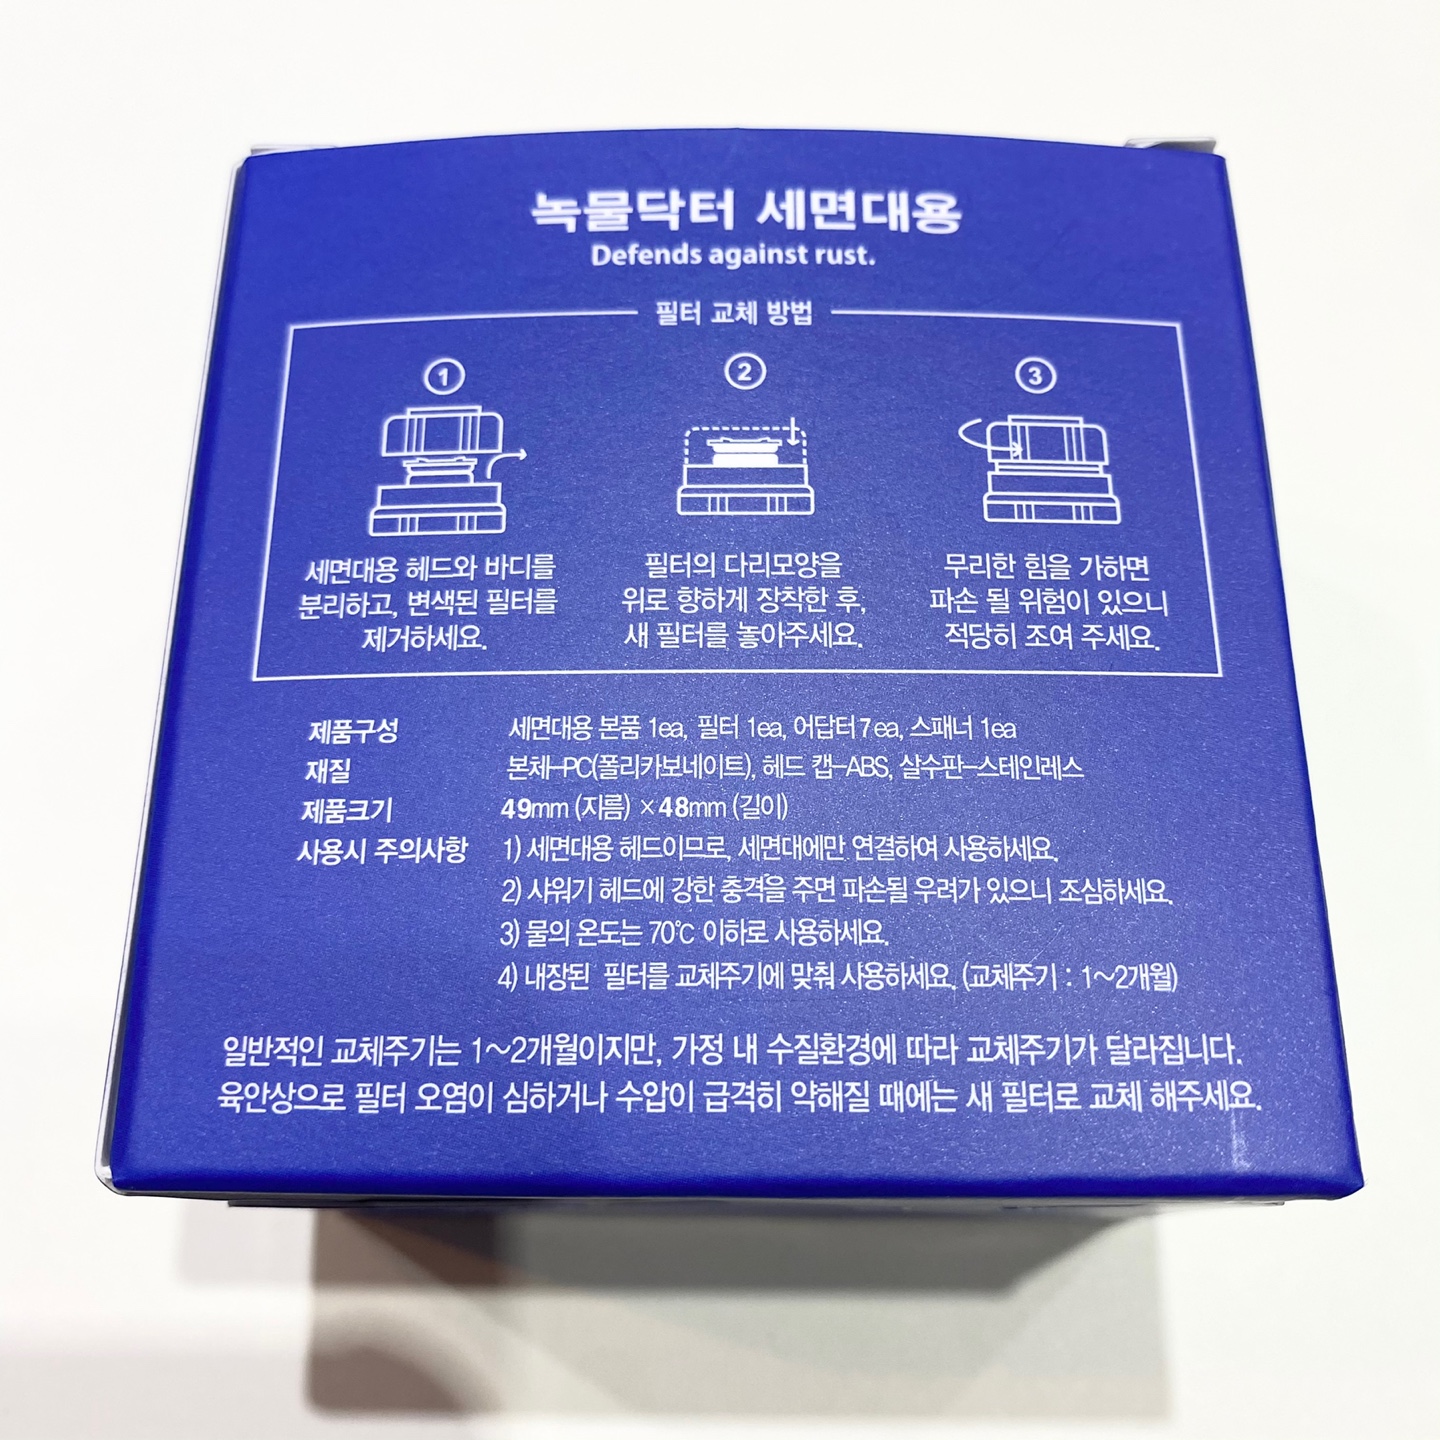 녹물닥터 세면대용
Defends against rust.
필터 교체 방법
1
세면대용 헤드와 바디를
분리하고, 변색된 필터를
제거하세요.
2
필터의 다리모양을
위로 향하게 장착한 후,
새 필터를 놓아주세요.
3
무리한 힘을 가하면
파손 될 위험이 있으니
적당히 조여 주세요.
제품구성 세면대용 본품 1ea, 필터 1ea, 어답터7ea, 스패너 1ea
재질 본체-PC(폴리카보네이트), 헤드 캡-ABS, 살수판-스테인레스
제품크기 49mm (지름) ×48mm (길이)
사용시 주의사항 1) 세면대용 헤드이므로, 세면대에만 연결하여 사용하세요.
2) 샤워기 헤드에 강한 충격을 주면 파손될 우려가 있으니 조심하세요.
3) 물의 온도는 70℃ 이하로 사용하세요.
4) 내장된 필터를 교체주기에 맞춰 사용하세요. (교체주기 : 1~2개월)
일반적인 교체주기는 1~2개월이지만, 가정 내 수질환경에 따라 교체주기가 달라집니다.
육안상으로 필터 오염이 심하거나 수압이 급격히 약해질 때에는 새 필터로 교체 해주세요.